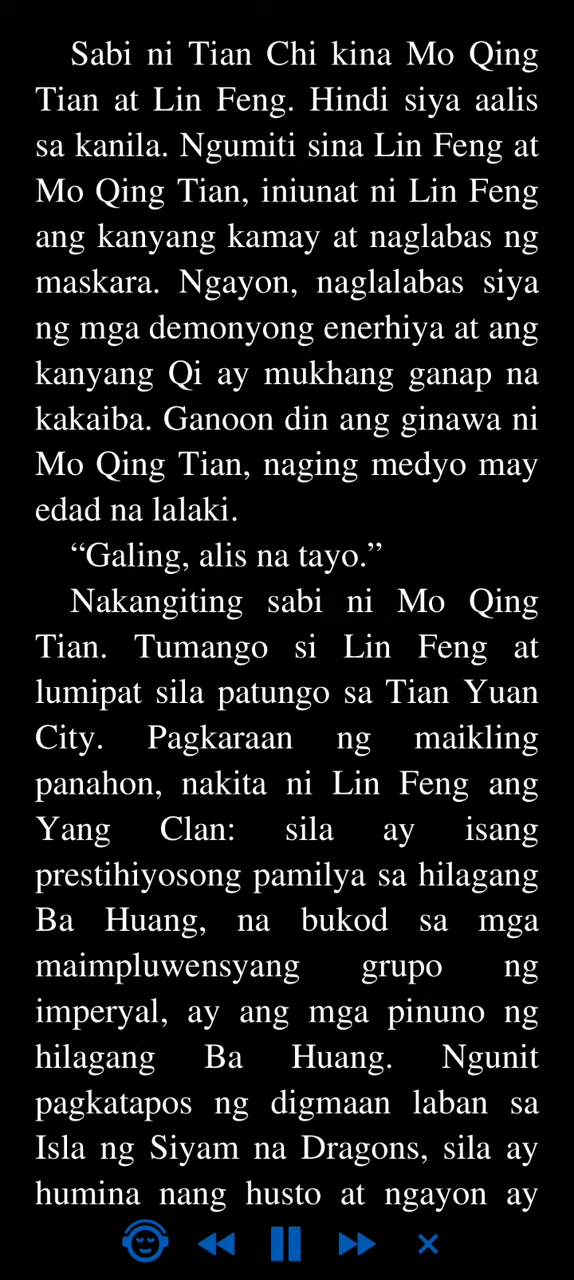 Sabi ni Tian Chi kina Mo Qing
Tian at Lin Feng. Hindi siya aalis
sa kanila. Ngumiti sina Lin Feng at
Mo Qing Tian, iniunat ni Lin Feng
ang kanyang kamay at naglabas ng
maskara. Ngayon, naglalabas siya
ng mga demonyong enerhiya at ang
kanyang Qi ay mukhang ganap na
kakaiba. Ganoon din ang ginawa ni
Mo Qing Tian, naging medyo may
edad na lalaki.
“Galing, alis na tayo.”
Nakangiting sabi ni Mo Qing
Tian. Tumango si Lin Feng at
lumipat sila patungo sa Tian Yuan
City. Pagkaraan ng maikling
panahon, nakita ni Lin Feng ang
Yang Clan: sila ay isang
prestihiyosong pamilya sa hilagang
Ba Huang, na bukod sa mga
maimpluwensyang grupo ng
imperyal, ay ang mga pinuno ng
hilagang Ba Huang. Ngunit
pagkatapos ng digmaan laban sa
Isla ng Siyam na Dragons, sila ay
humina nang husto at ngayon ay